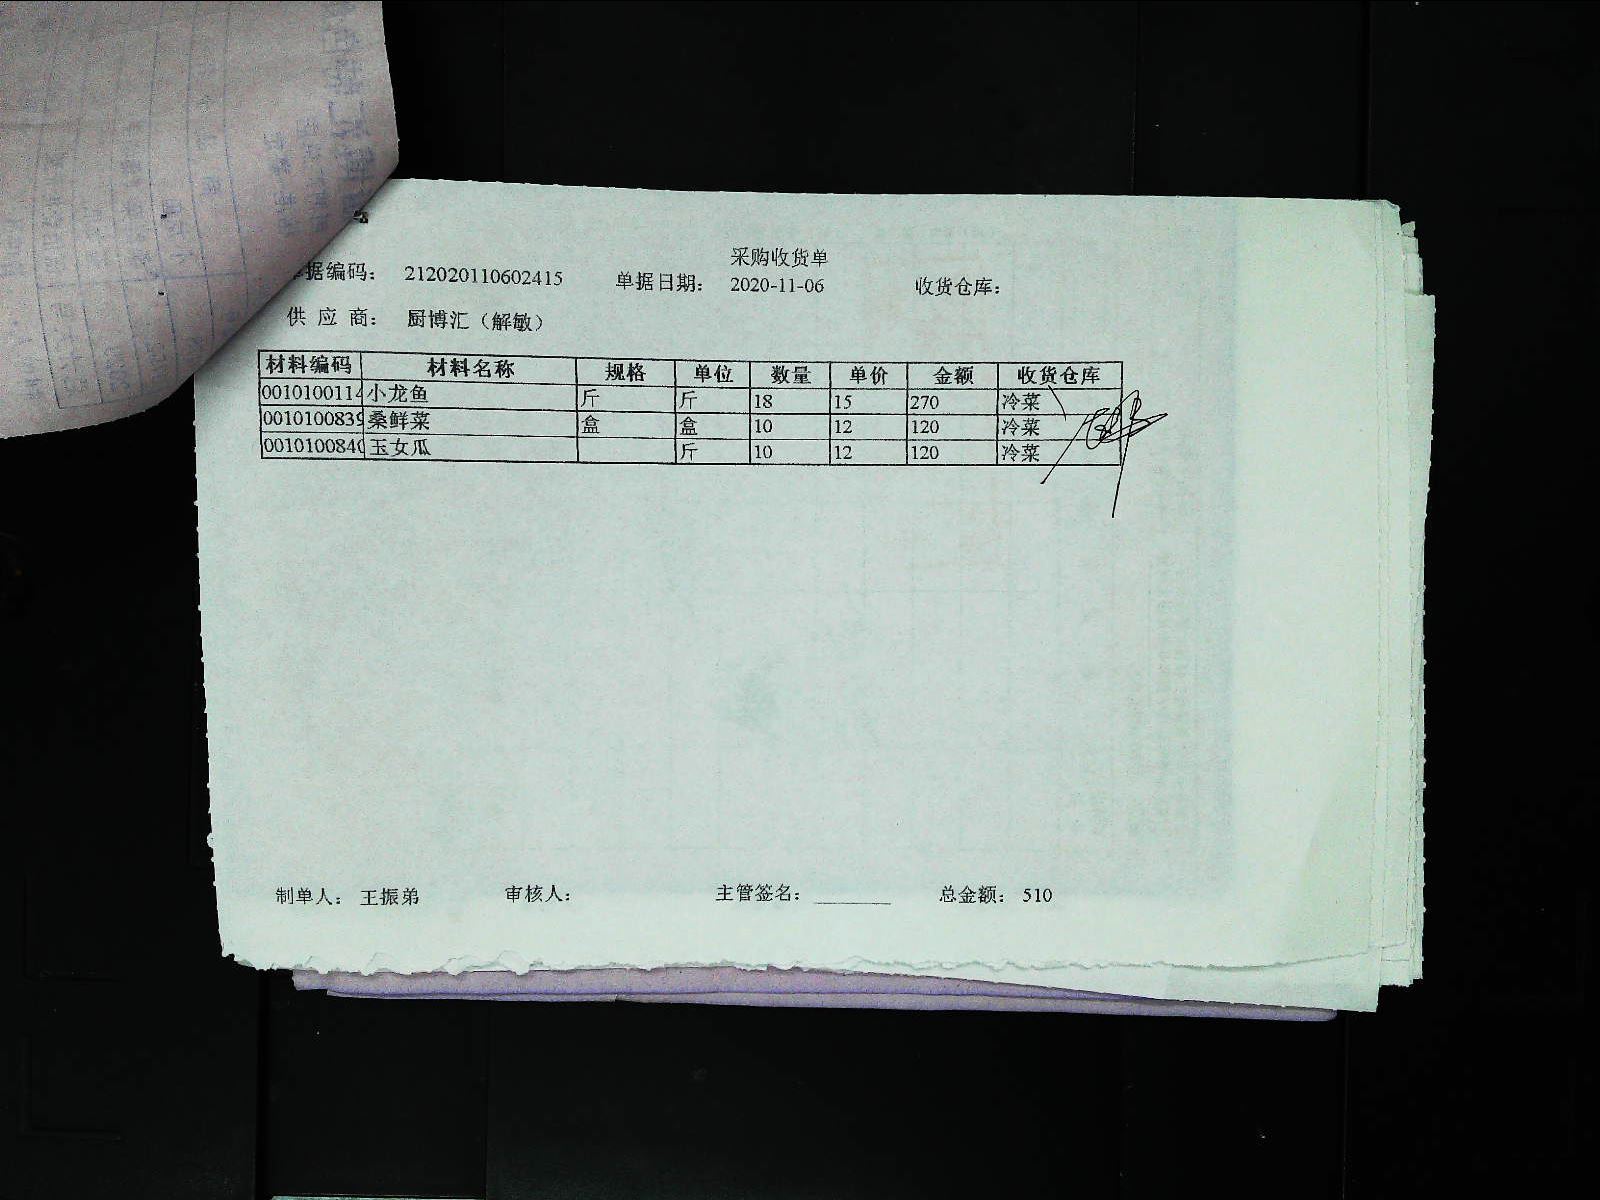 采购收货单
据编码： 212020110602415 单据日期： 2020-11-06 收货仓库：
供 应 商： 厨博汇（解敏）
材料编码 材料名称 规格 单位 数量 单价 金额 收货仓库
0010100114 小龙鱼 斤 斤 18 15 270 冷菜
0010100839 桑鲜菜 盒 盒 10 12 120 冷菜
0010100840 玉女瓜 斤 10 12 120 冷菜
制单人： 王振弟 审核人： 主管签名： 总金额： 510